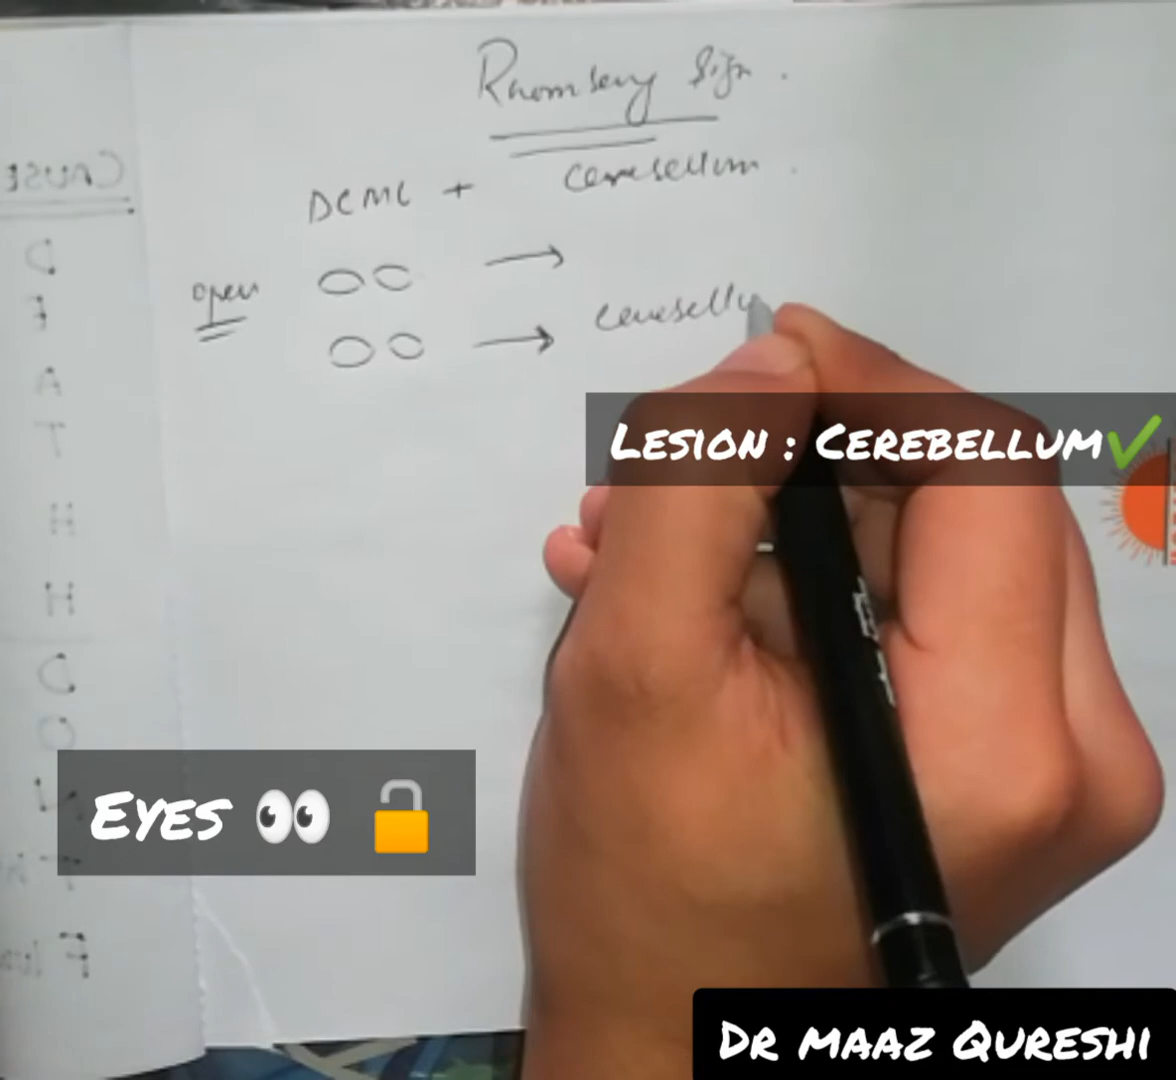 Rhomberg Sign.
DCML + Cerebellum.
open
cerebellu
LESION : CEREBELLUM
EYES
DR MAAZ QURESHI
C
F
A
T
H
H
C
O